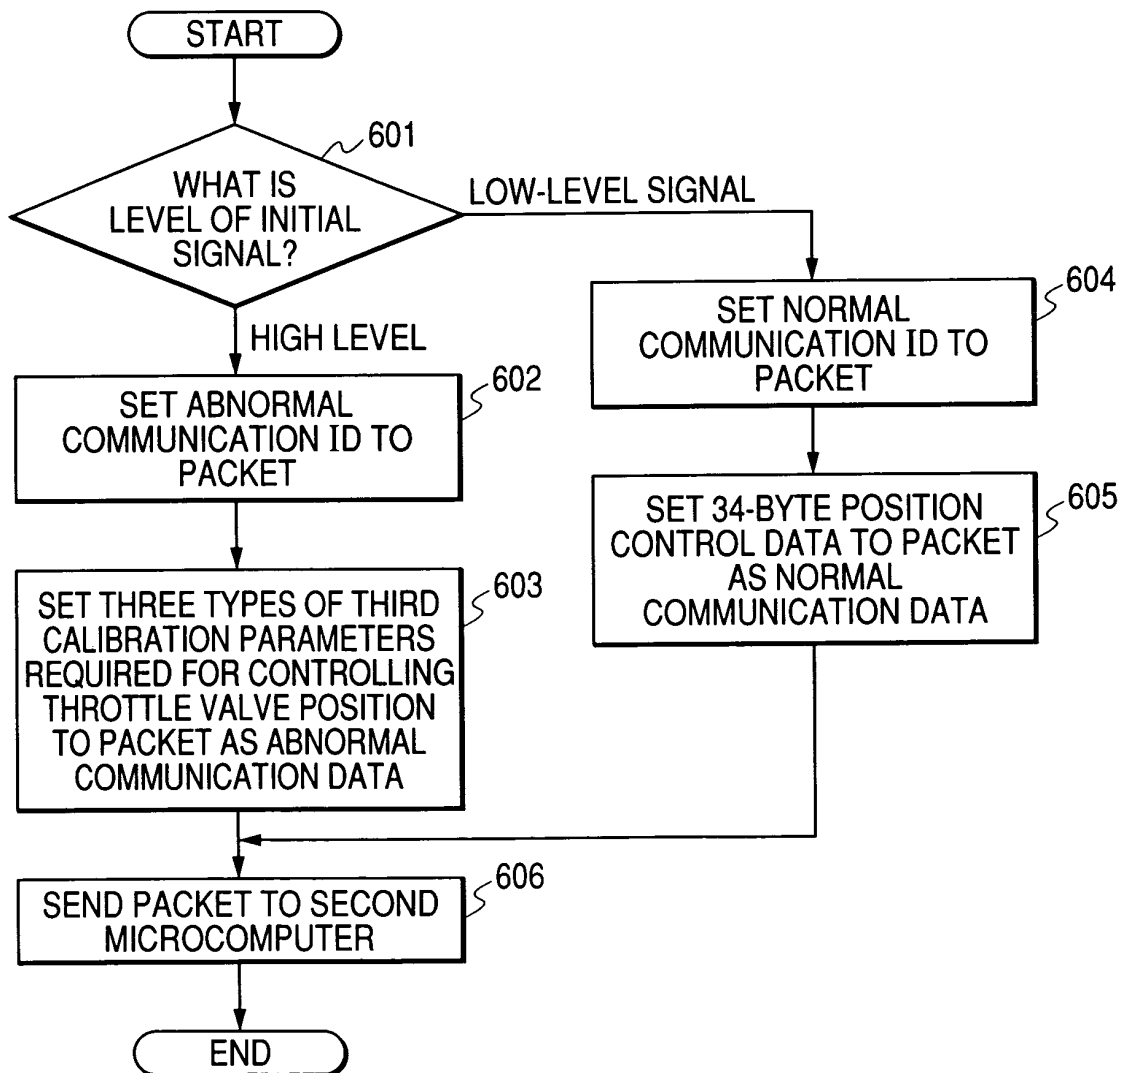 START
601
WHAT IS
LEVEL OF INITIAL
SIGNAL?
LOW-LEVEL SIGNAL
HIGH LEVEL
602
SET ABNORMAL
COMMUNICATION ID TO
PACKET
603
SET THREE TYPES OF THIRD
CALIBRATION PARAMETERS
REQUIRED FOR CONTROLLING
THROTTLE VALVE POSITION
TO PACKET AS ABNORMAL
COMMUNICATION DATA
604
SET NORMAL
COMMUNICATION ID TO
PACKET
605
SET 34-BYTE POSITION
CONTROL DATA TO PACKET
AS NORMAL
COMMUNICATION DATA
606
SEND PACKET TO SECOND
MICROCOMPUTER
END